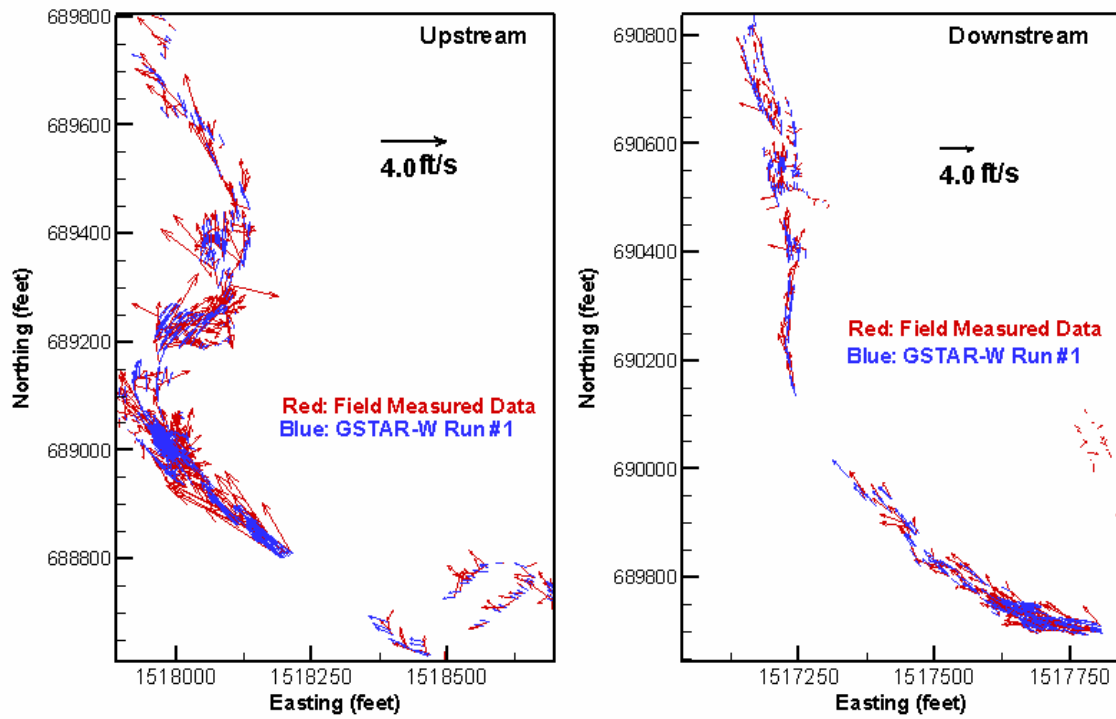 689800
Upstream
689600
4.0 ft/s
689400
Northing (feet)
689200
Red: Field Measured Data
Blue: GSTAR-W Run #1
689000
688800
1518000 1518250 1518500
Easting (feet)
690800
Downstream
690600
4.0 ft/s
690400
Northing (feet)
Red: Field Measured Data
Blue: GSTAR-W Run #1
690200
690000
689800
1517250 1517500 1517750
Easting (feet)